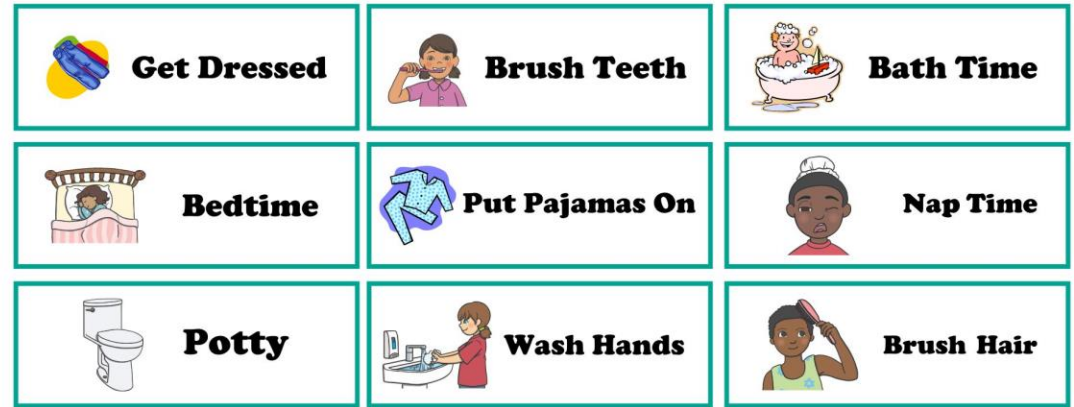 Get Dressed
Brush Teeth
Bath Time
Bedtime
Put Pajamas On
Nap Time
Potty
Wash Hands
Brush Hair